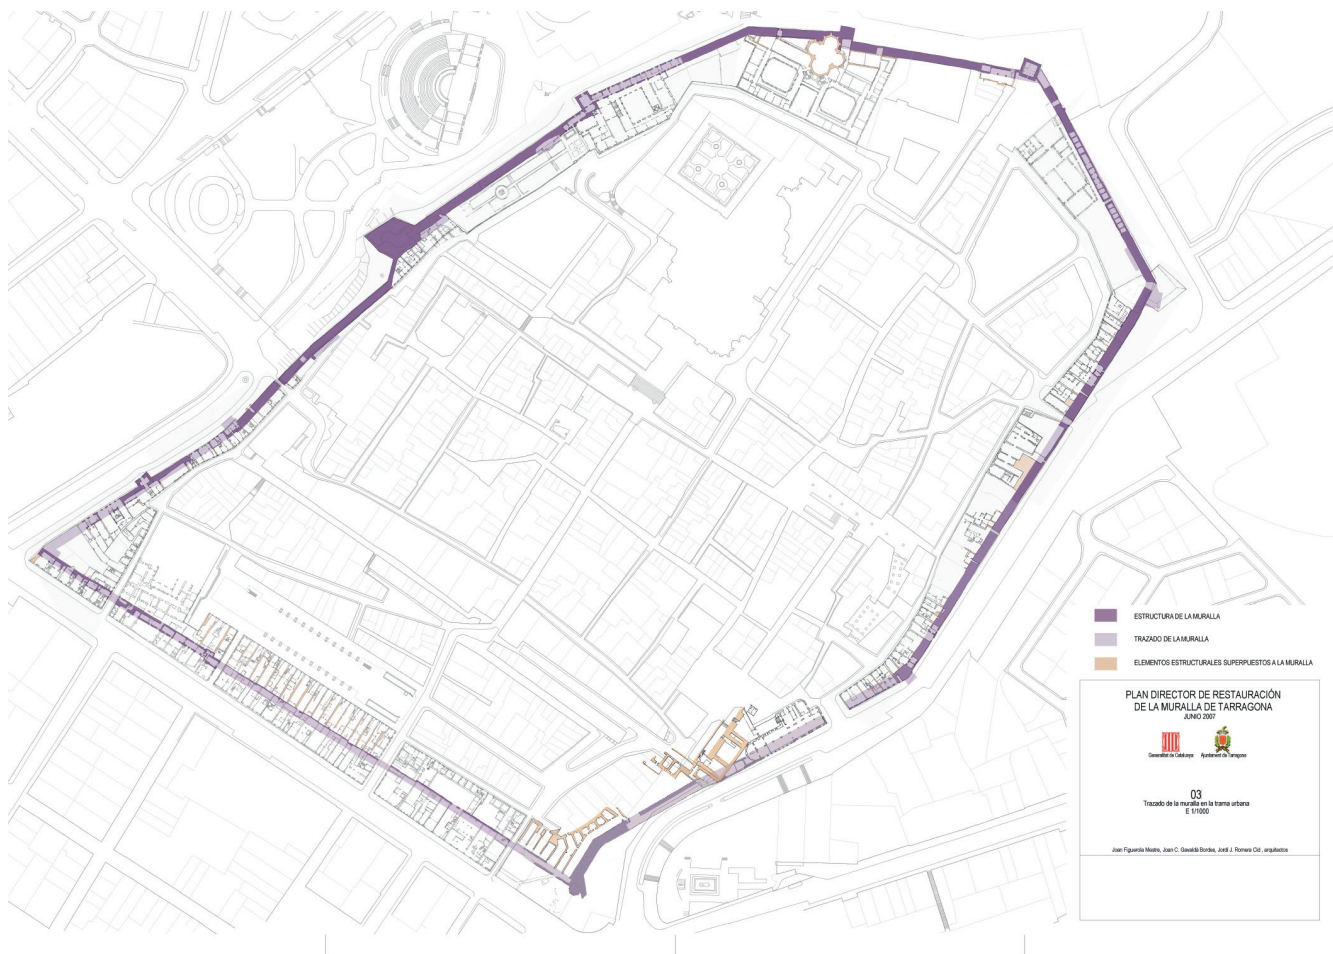 ESTRUCTURA DE LA MURALLA
TRAZADO DE LA MURALLA
ELEMENTOS ESTRUCTURALES SUPERPUESTOS A LA MURALLA
PLAN DIRECTOR DE RESTAURACIÓN
DE LA MURALLA DE TARRAGONA
JUNIO 2007
Generalitat de Catalunya Ajuntament de Tarragona
03
Trazado de la muralla en la trama urbana
E 1/1000
Joan Figuerola Mestre, Joan C. Gavaldà Bordes, Jordi J. Romera Cid , arquitectos